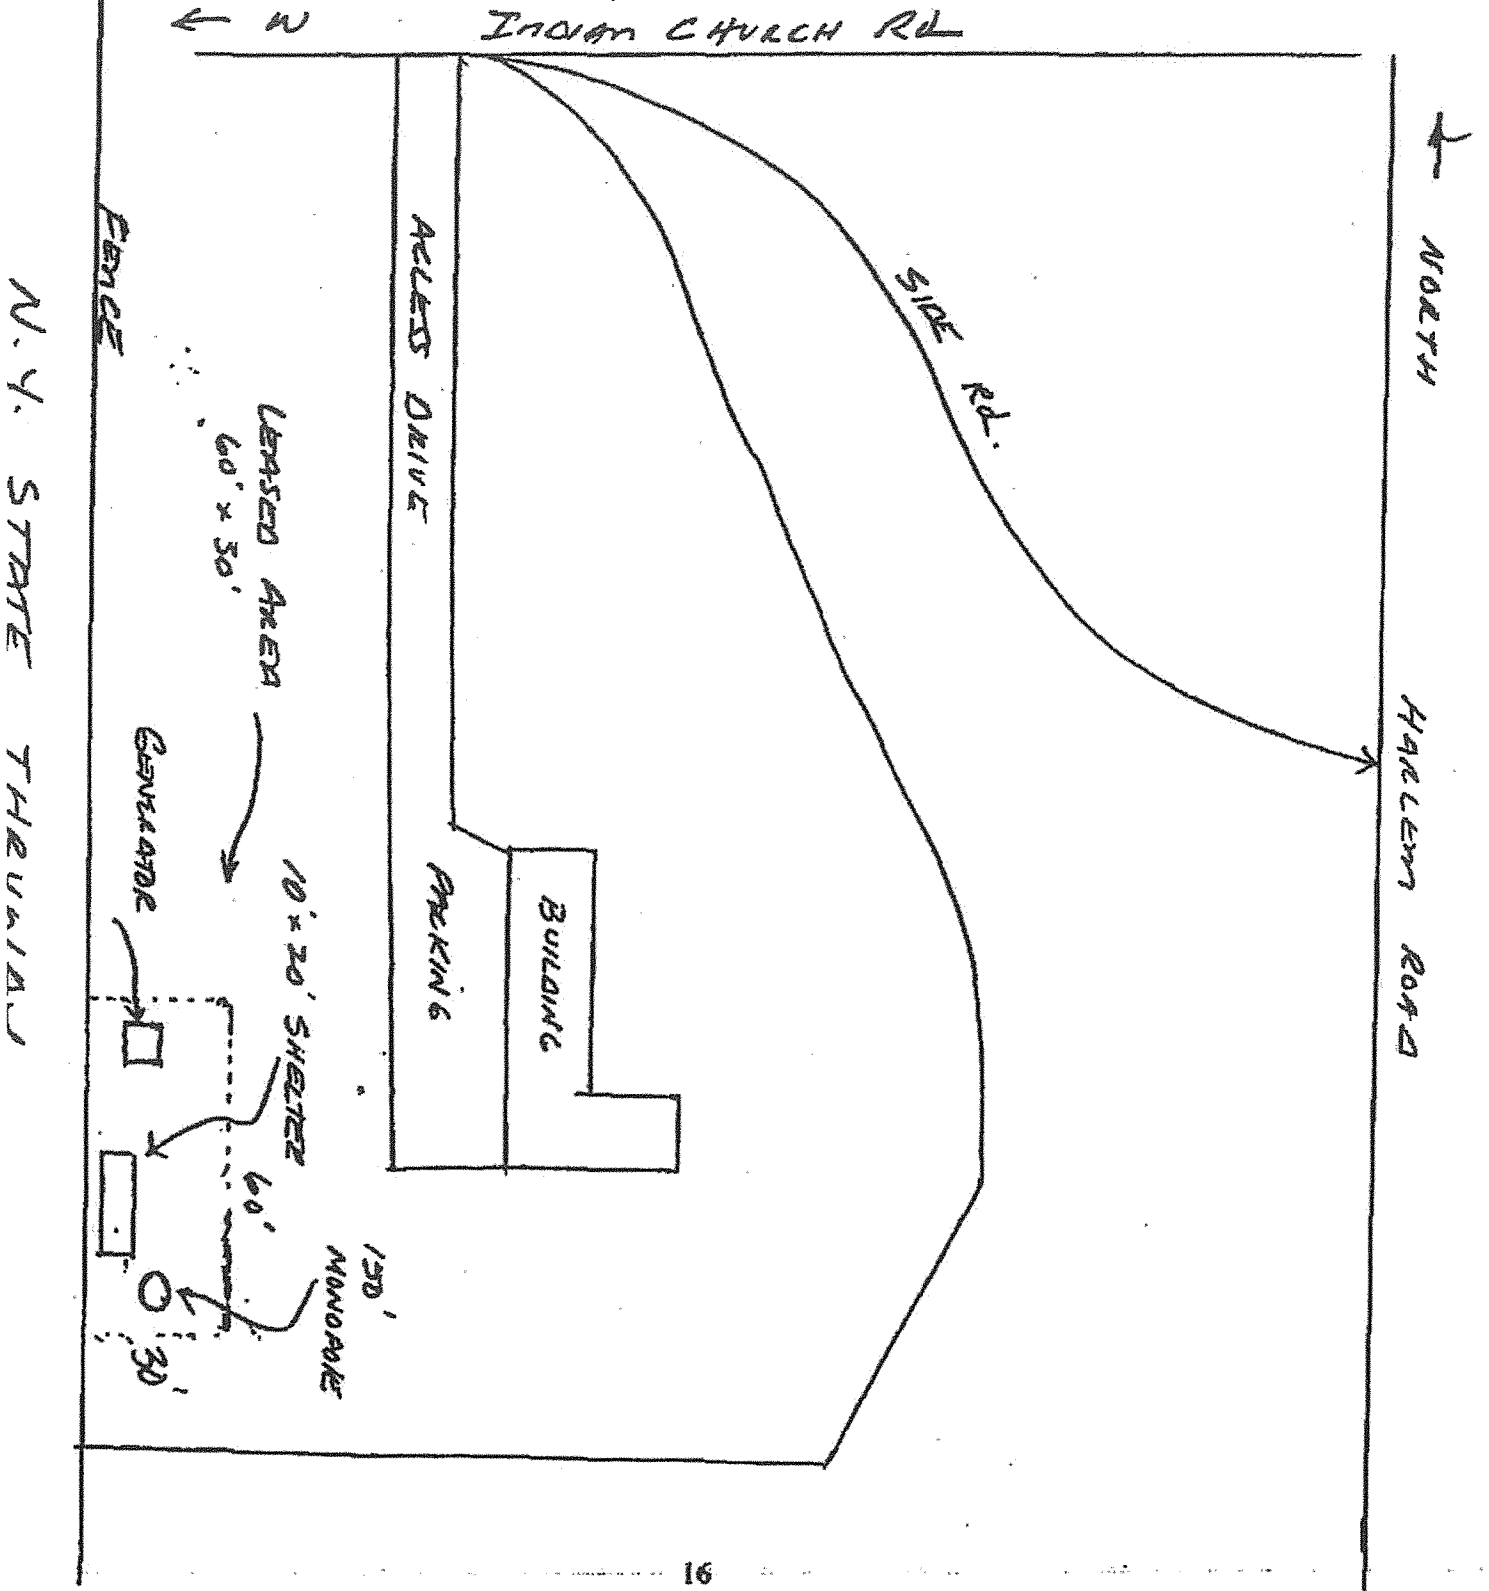 ← W INDIAN CHURCH Rd
← NORTH
HARLEM ROAD
SIDE Rd.
ACCESS DRIVE
PARKING
BUILDING
FENCE
LEASED AREA
60' x 30'
GENERATOR
10' x 20' SHELTER
60'
150'
MONOPOLE
30'
N.Y. STATE THRUWAY
16